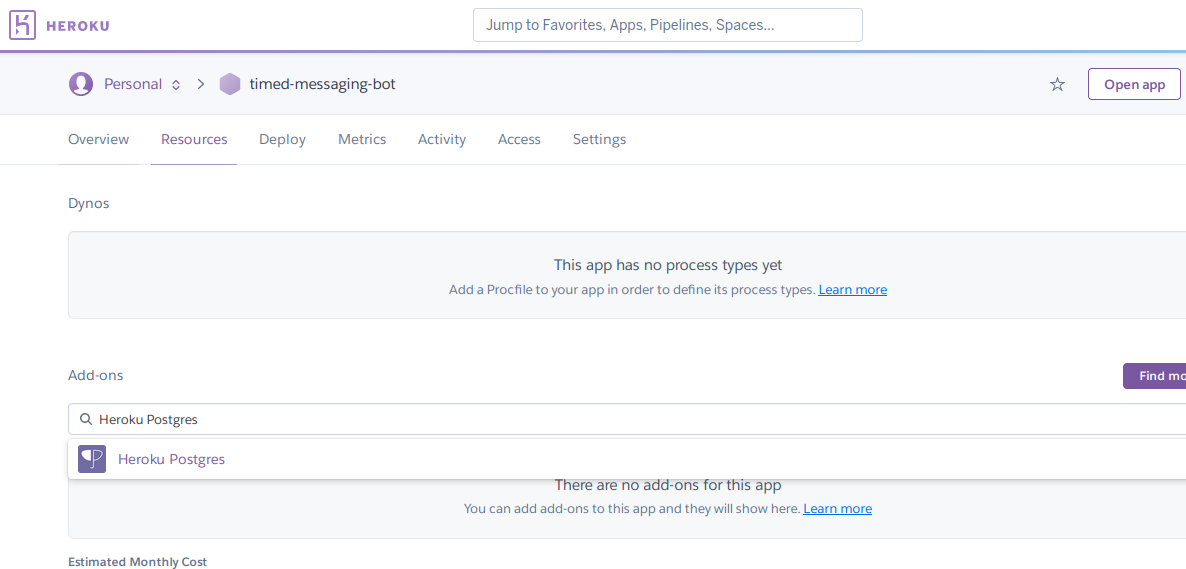 HEROKU
Jump to Favorites, Apps, Pipelines, Spaces...
Personal
timed-messaging-bot
Open app
Overview Resources Deploy Metrics Activity Access Settings
Dynos
This app has no process types yet
Add a Procfile to your app in order to define its process types. Learn more
Add-ons
Find mo
Heroku Postgres
Heroku Postgres
There are no add-ons for this app
You can add add-ons to this app and they will show here. Learn more
Estimated Monthly Cost